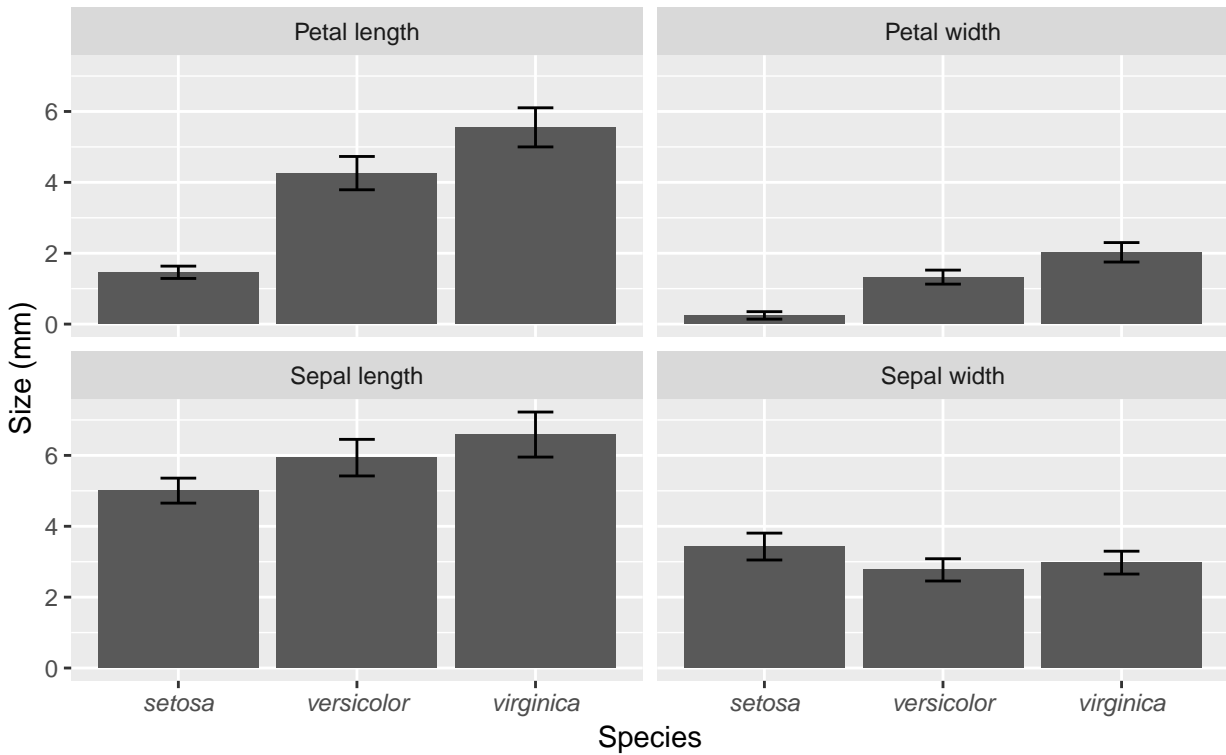 Petal length
Petal width
6
4
2
0
Sepal length
Sepal width
6
4
2
0
Size (mm)
setosa
versicolor
virginica
setosa
versicolor
virginica
Species